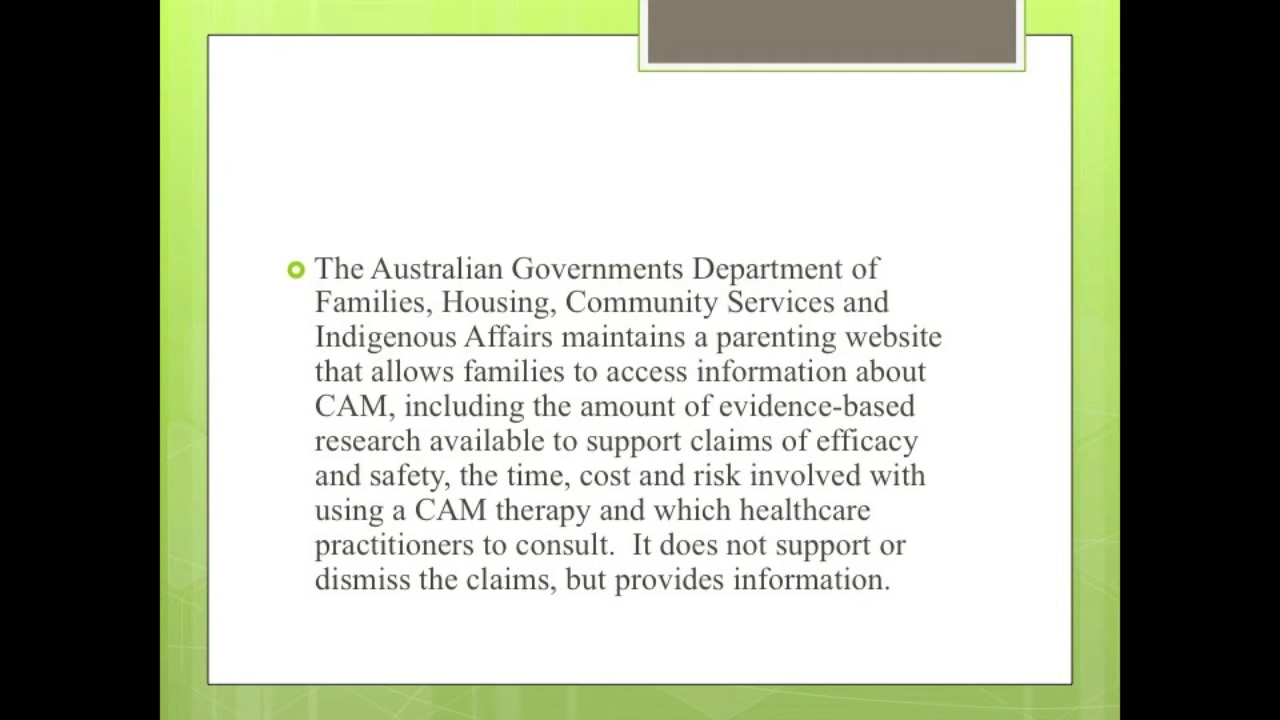 The Australian Governments Department of
Families, Housing, Community Services and
Indigenous Affairs maintains a parenting website
that allows families to access information about
CAM, including the amount of evidence-based
research available to support claims of efficacy
and safety, the time, cost and risk involved with
using a CAM therapy and which healthcare
practitioners to consult.  It does not support or
dismiss the claims, but provides information.